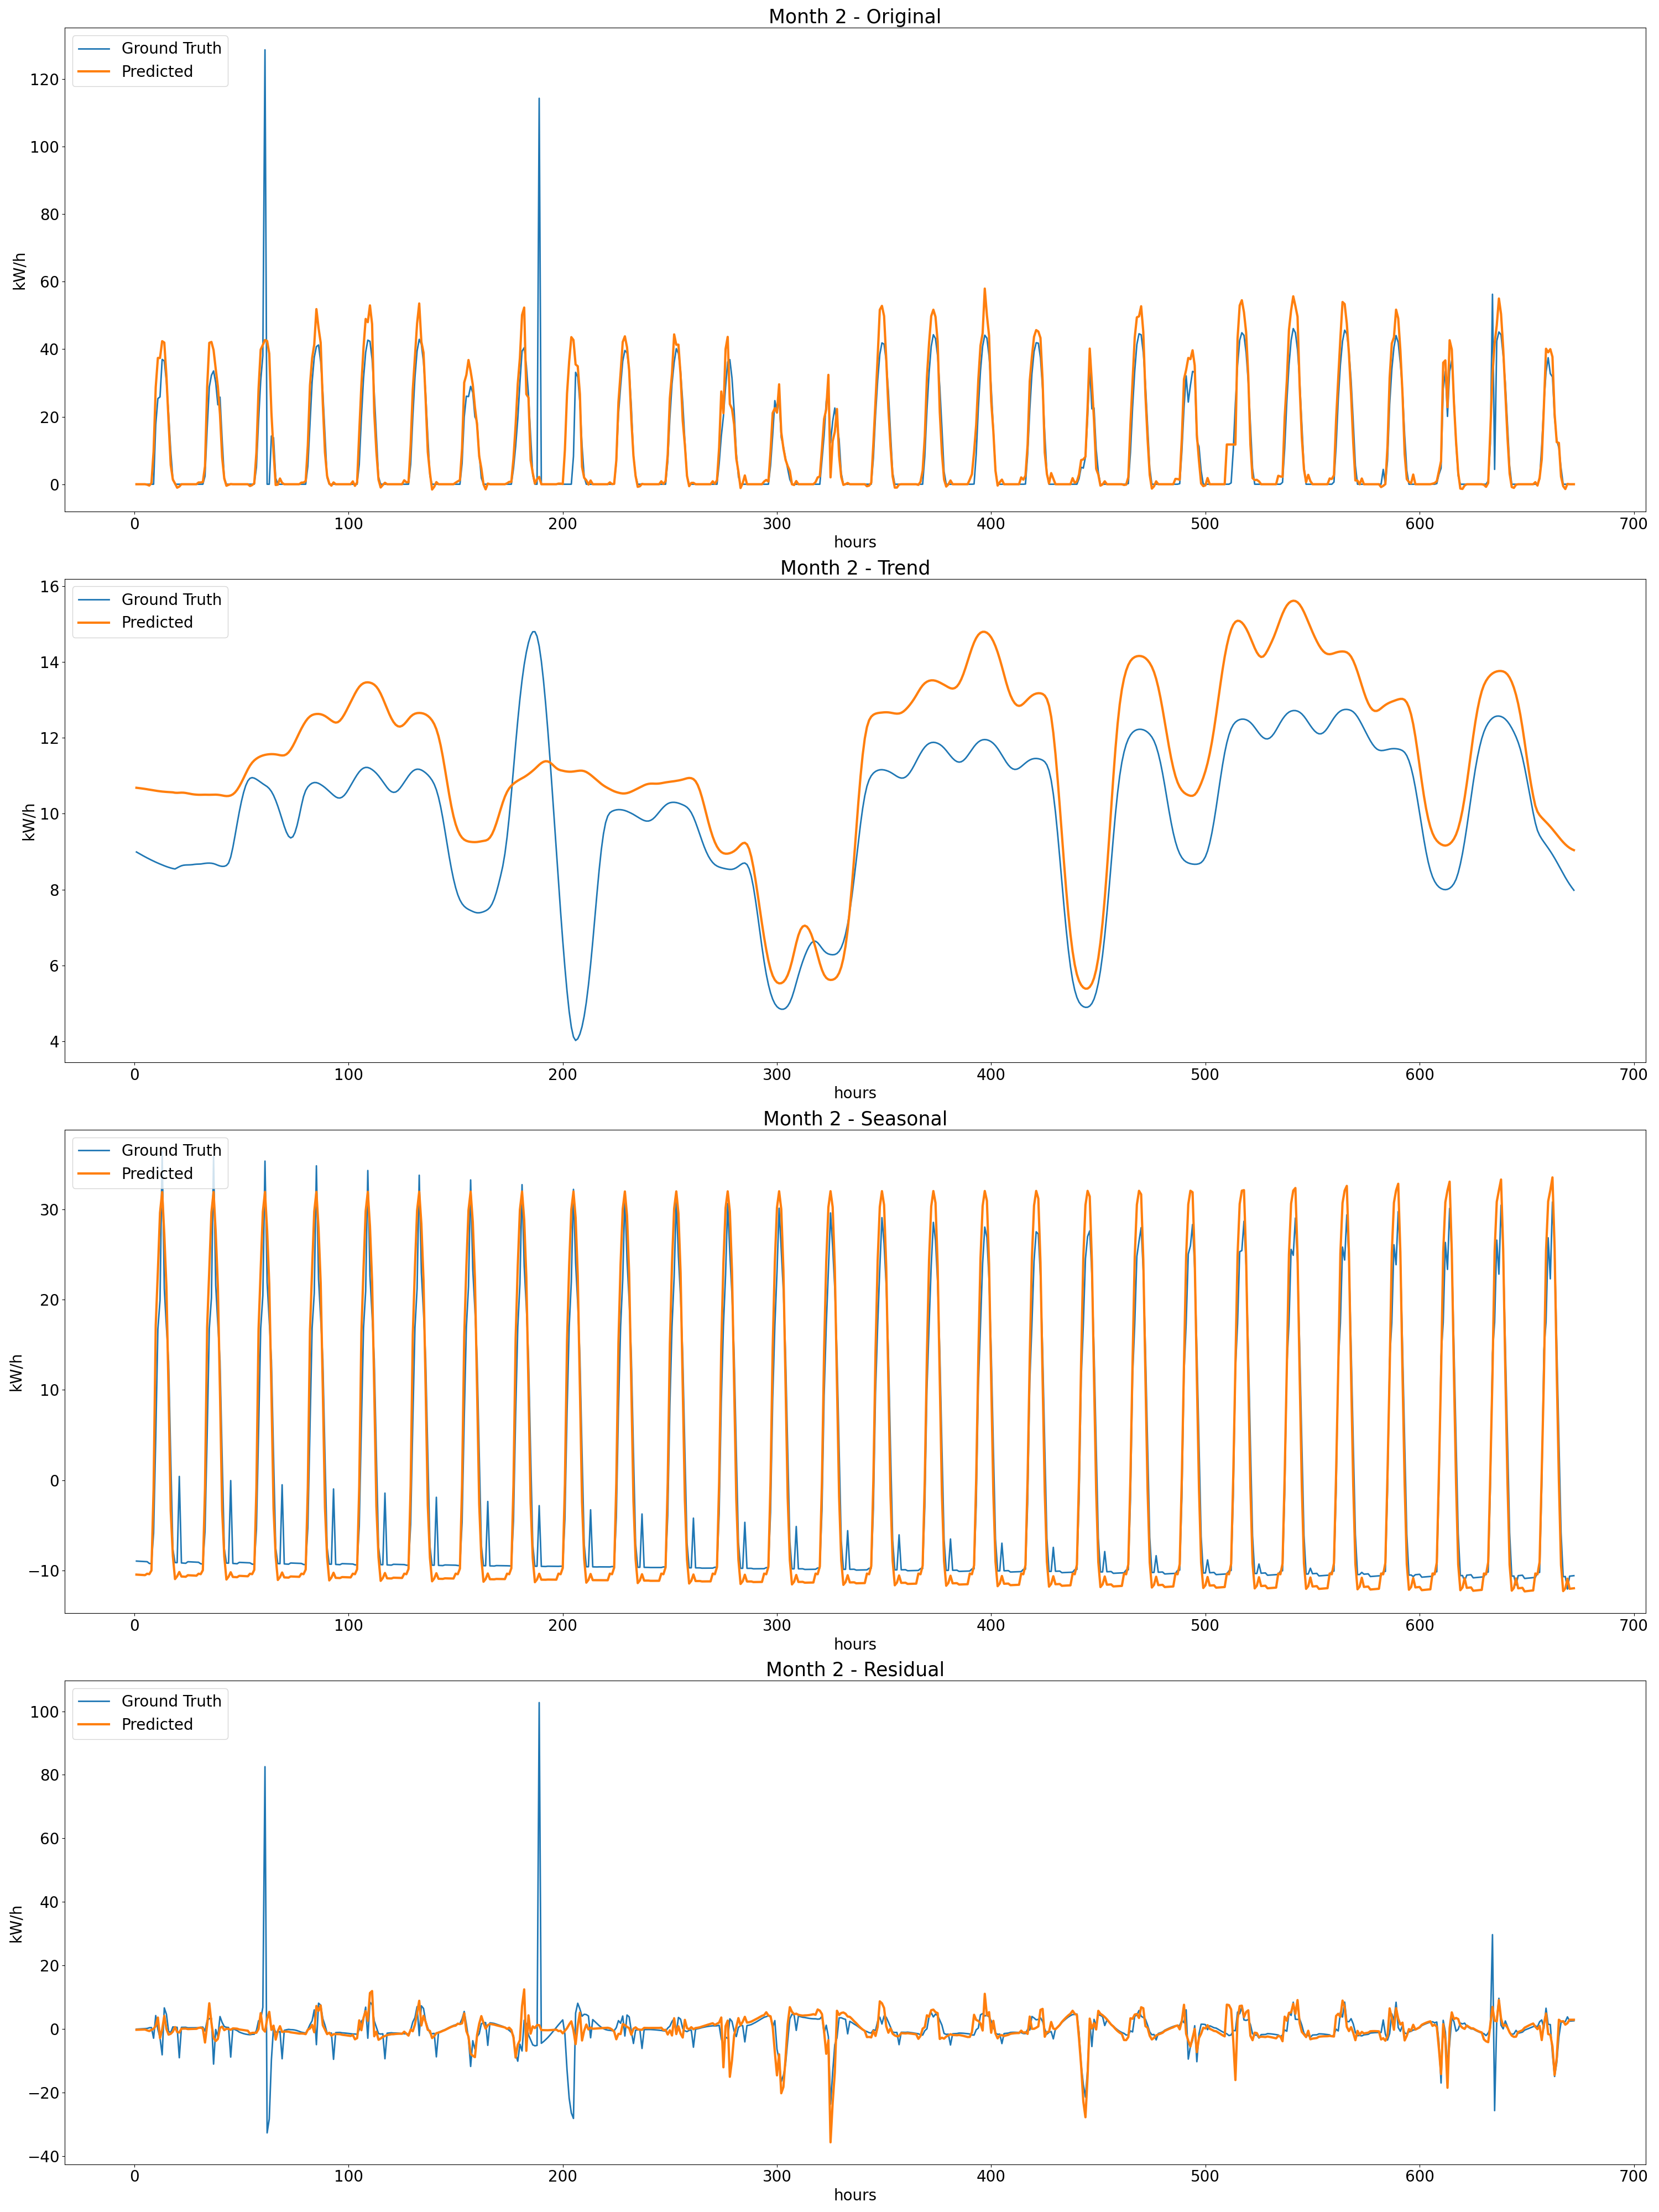 Month 2 - Original
Ground Truth
Predicted
120
100
80
60
40
20
0
kW/h
0 100 200 300 400 500 600 700
hours
Month 2 - Trend
Ground Truth
Predicted
16
14
12
10
8
6
4
kW/h
0 100 200 300 400 500 600 700
hours
Month 2 - Seasonal
Ground Truth
Predicted
30
20
10
0
−10
kW/h
0 100 200 300 400 500 600 700
hours
Month 2 - Residual
Ground Truth
Predicted
100
80
60
40
20
0
−20
−40
kW/h
0 100 200 300 400 500 600 700
hours